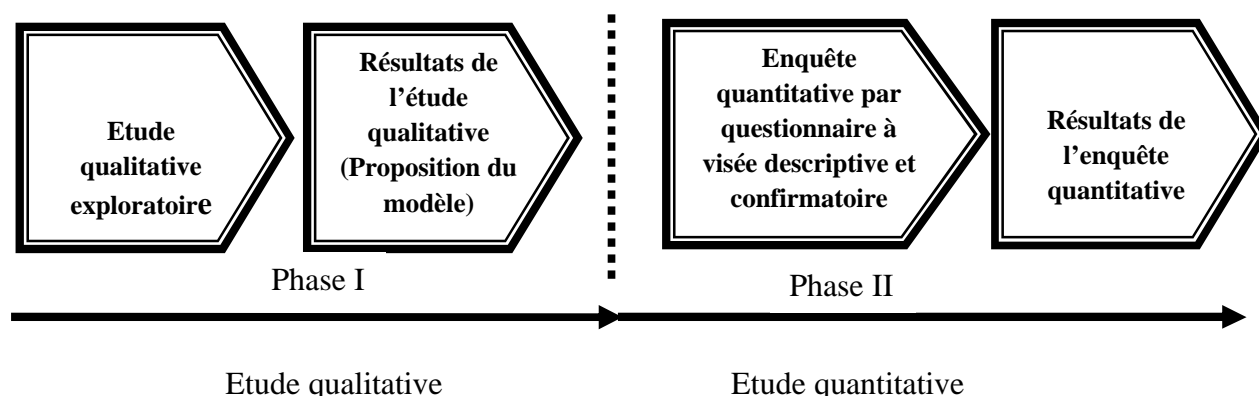 Etude
qualitative
exploratoire
Résultats de
l'étude
qualitative
(Proposition du
modèle)
Enquête
quantitative par
questionnaire à
visée descriptive et
confirmatoire
Résultats de
l'enquête
quantitative
Phase I
Phase II
Etude qualitative
Etude quantitative